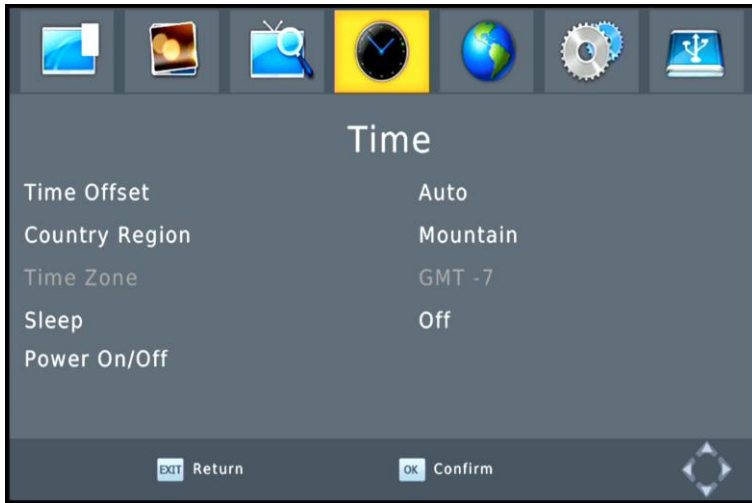 Time
Time Offset Auto
Country Region Mountain
Time Zone GMT -7
Sleep Off
Power On/Off
EXIT Return OK Confirm